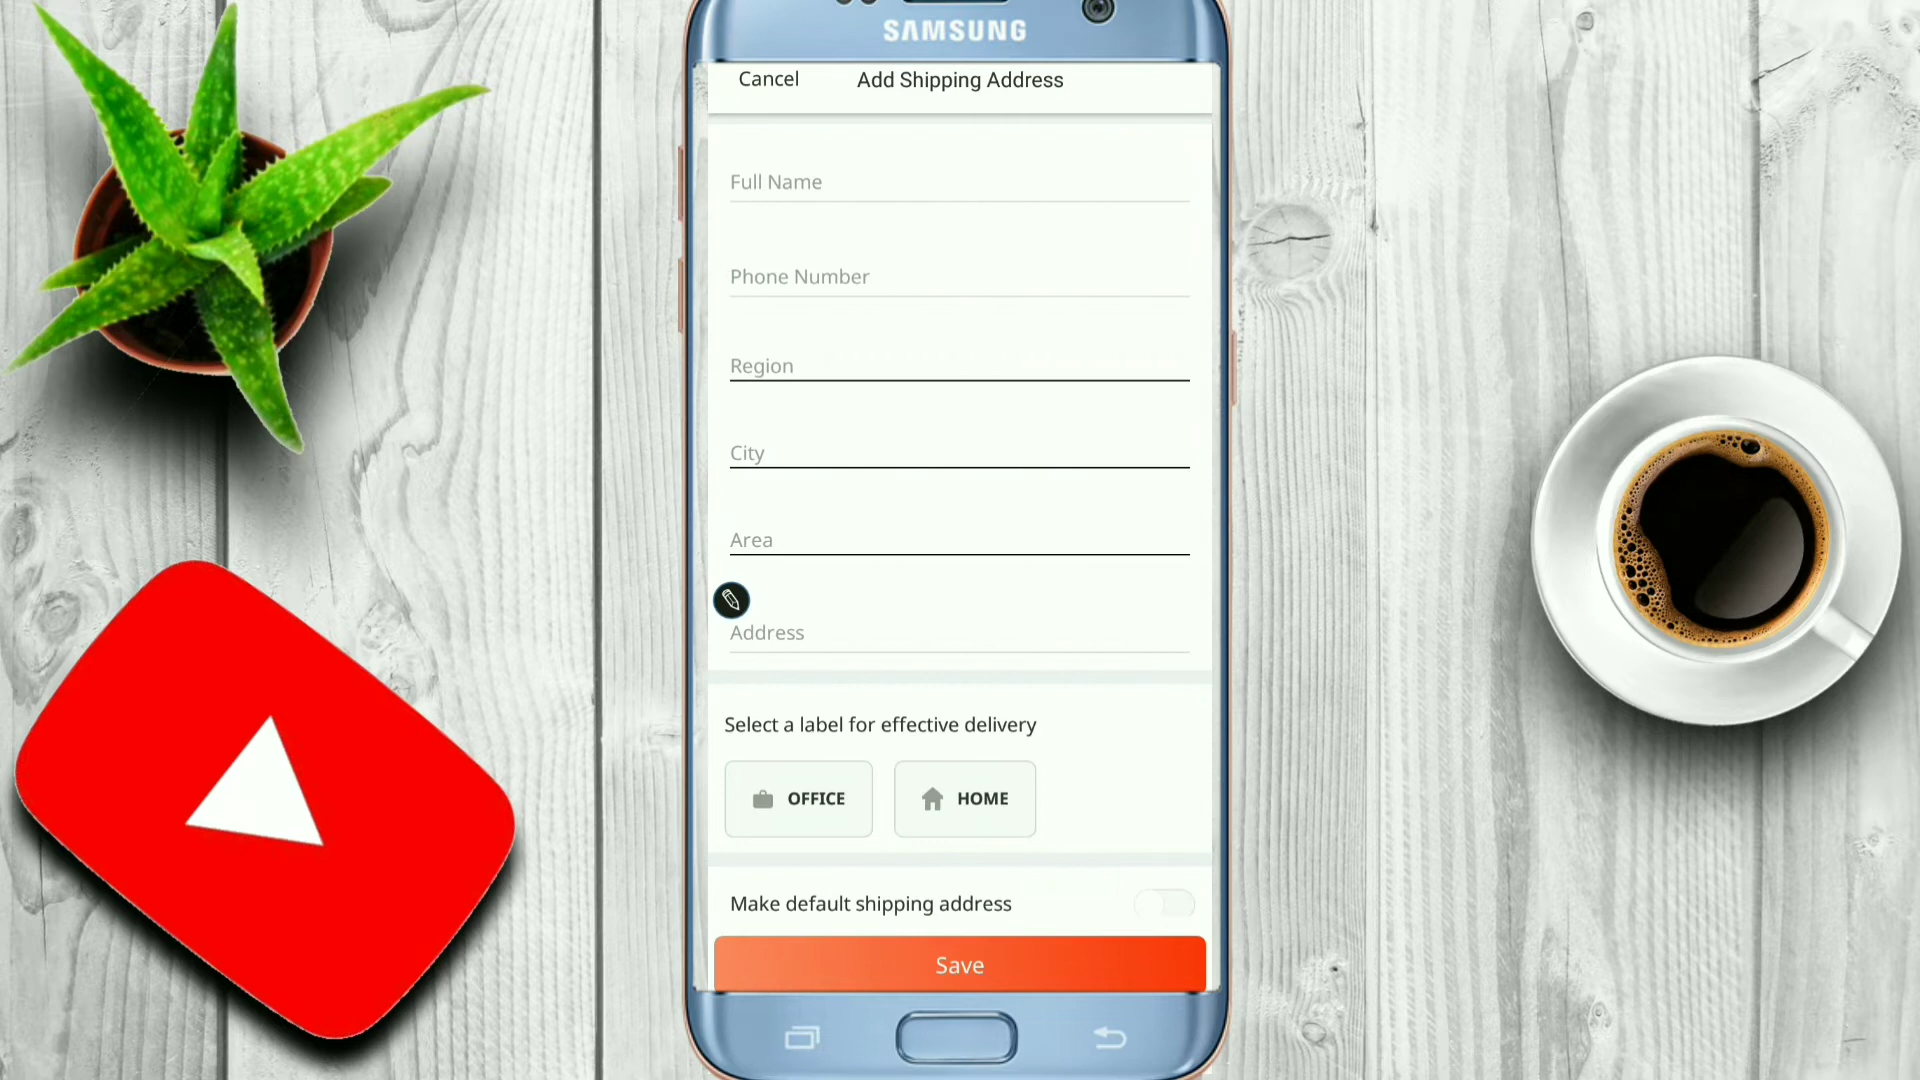 SAMSUNG
Cancel Add Shipping Address
Full Name
Phone Number
Region
City
Area
Address
Select a label for effective delivery
OFFICE HOME
Make default shipping address
Save